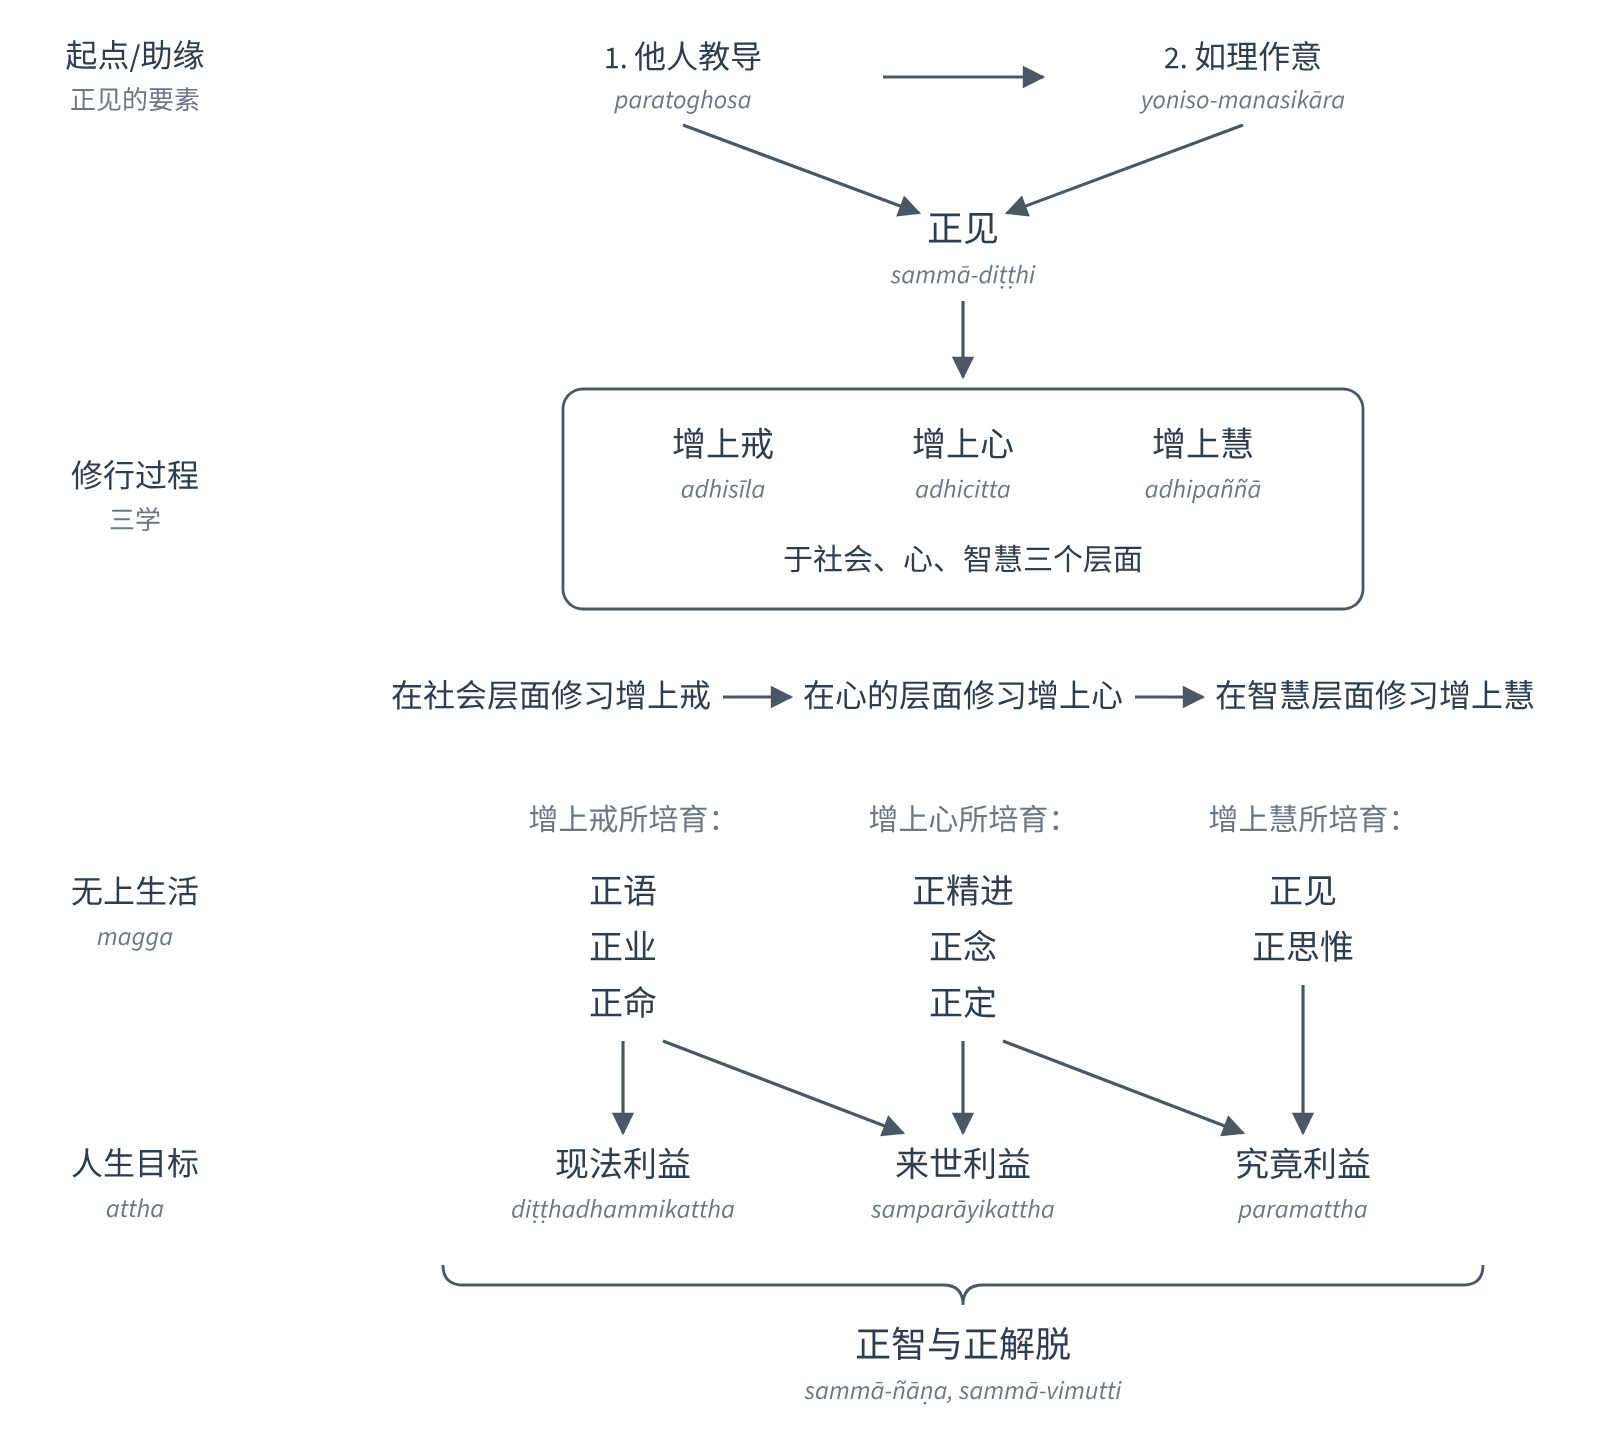 起点/助缘
正见的要素
1. 他人教导
paratoghosa
2. 如理作意
yoniso-manasikāra
正见
sammā-diṭṭhi
修行过程
三学
增上戒
adhisīla
增上心
adhicitta
增上慧
adhipaññā
于社会、心、智慧三个层面
在社会层面修习增上戒
在心的层面修习增上心
在智慧层面修习增上慧
增上戒所培育：
增上心所培育：
增上慧所培育：
无上生活
magga
正语
正业
正命
正精进
正念
正定
正见
正思惟
人生目标
attha
现法利益
diṭṭhadhammikattha
来世利益
samparāyikattha
究竟利益
paramattha
正智与正解脱
sammā-ñāṇa, sammā-vimutti